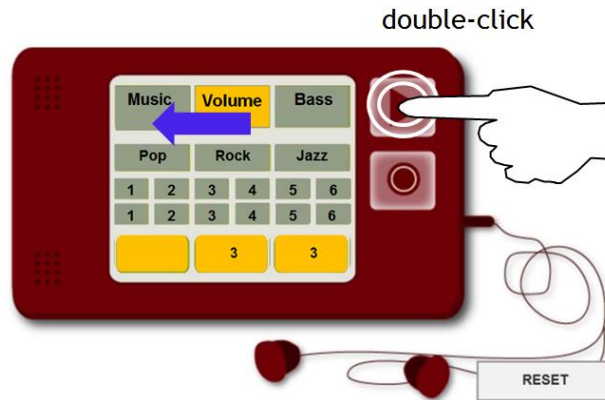 double-click
Music Volume Bass
Pop Rock Jazz
1 2 3 4 5 6
1 2 3 4 5 6
3 3
RESET